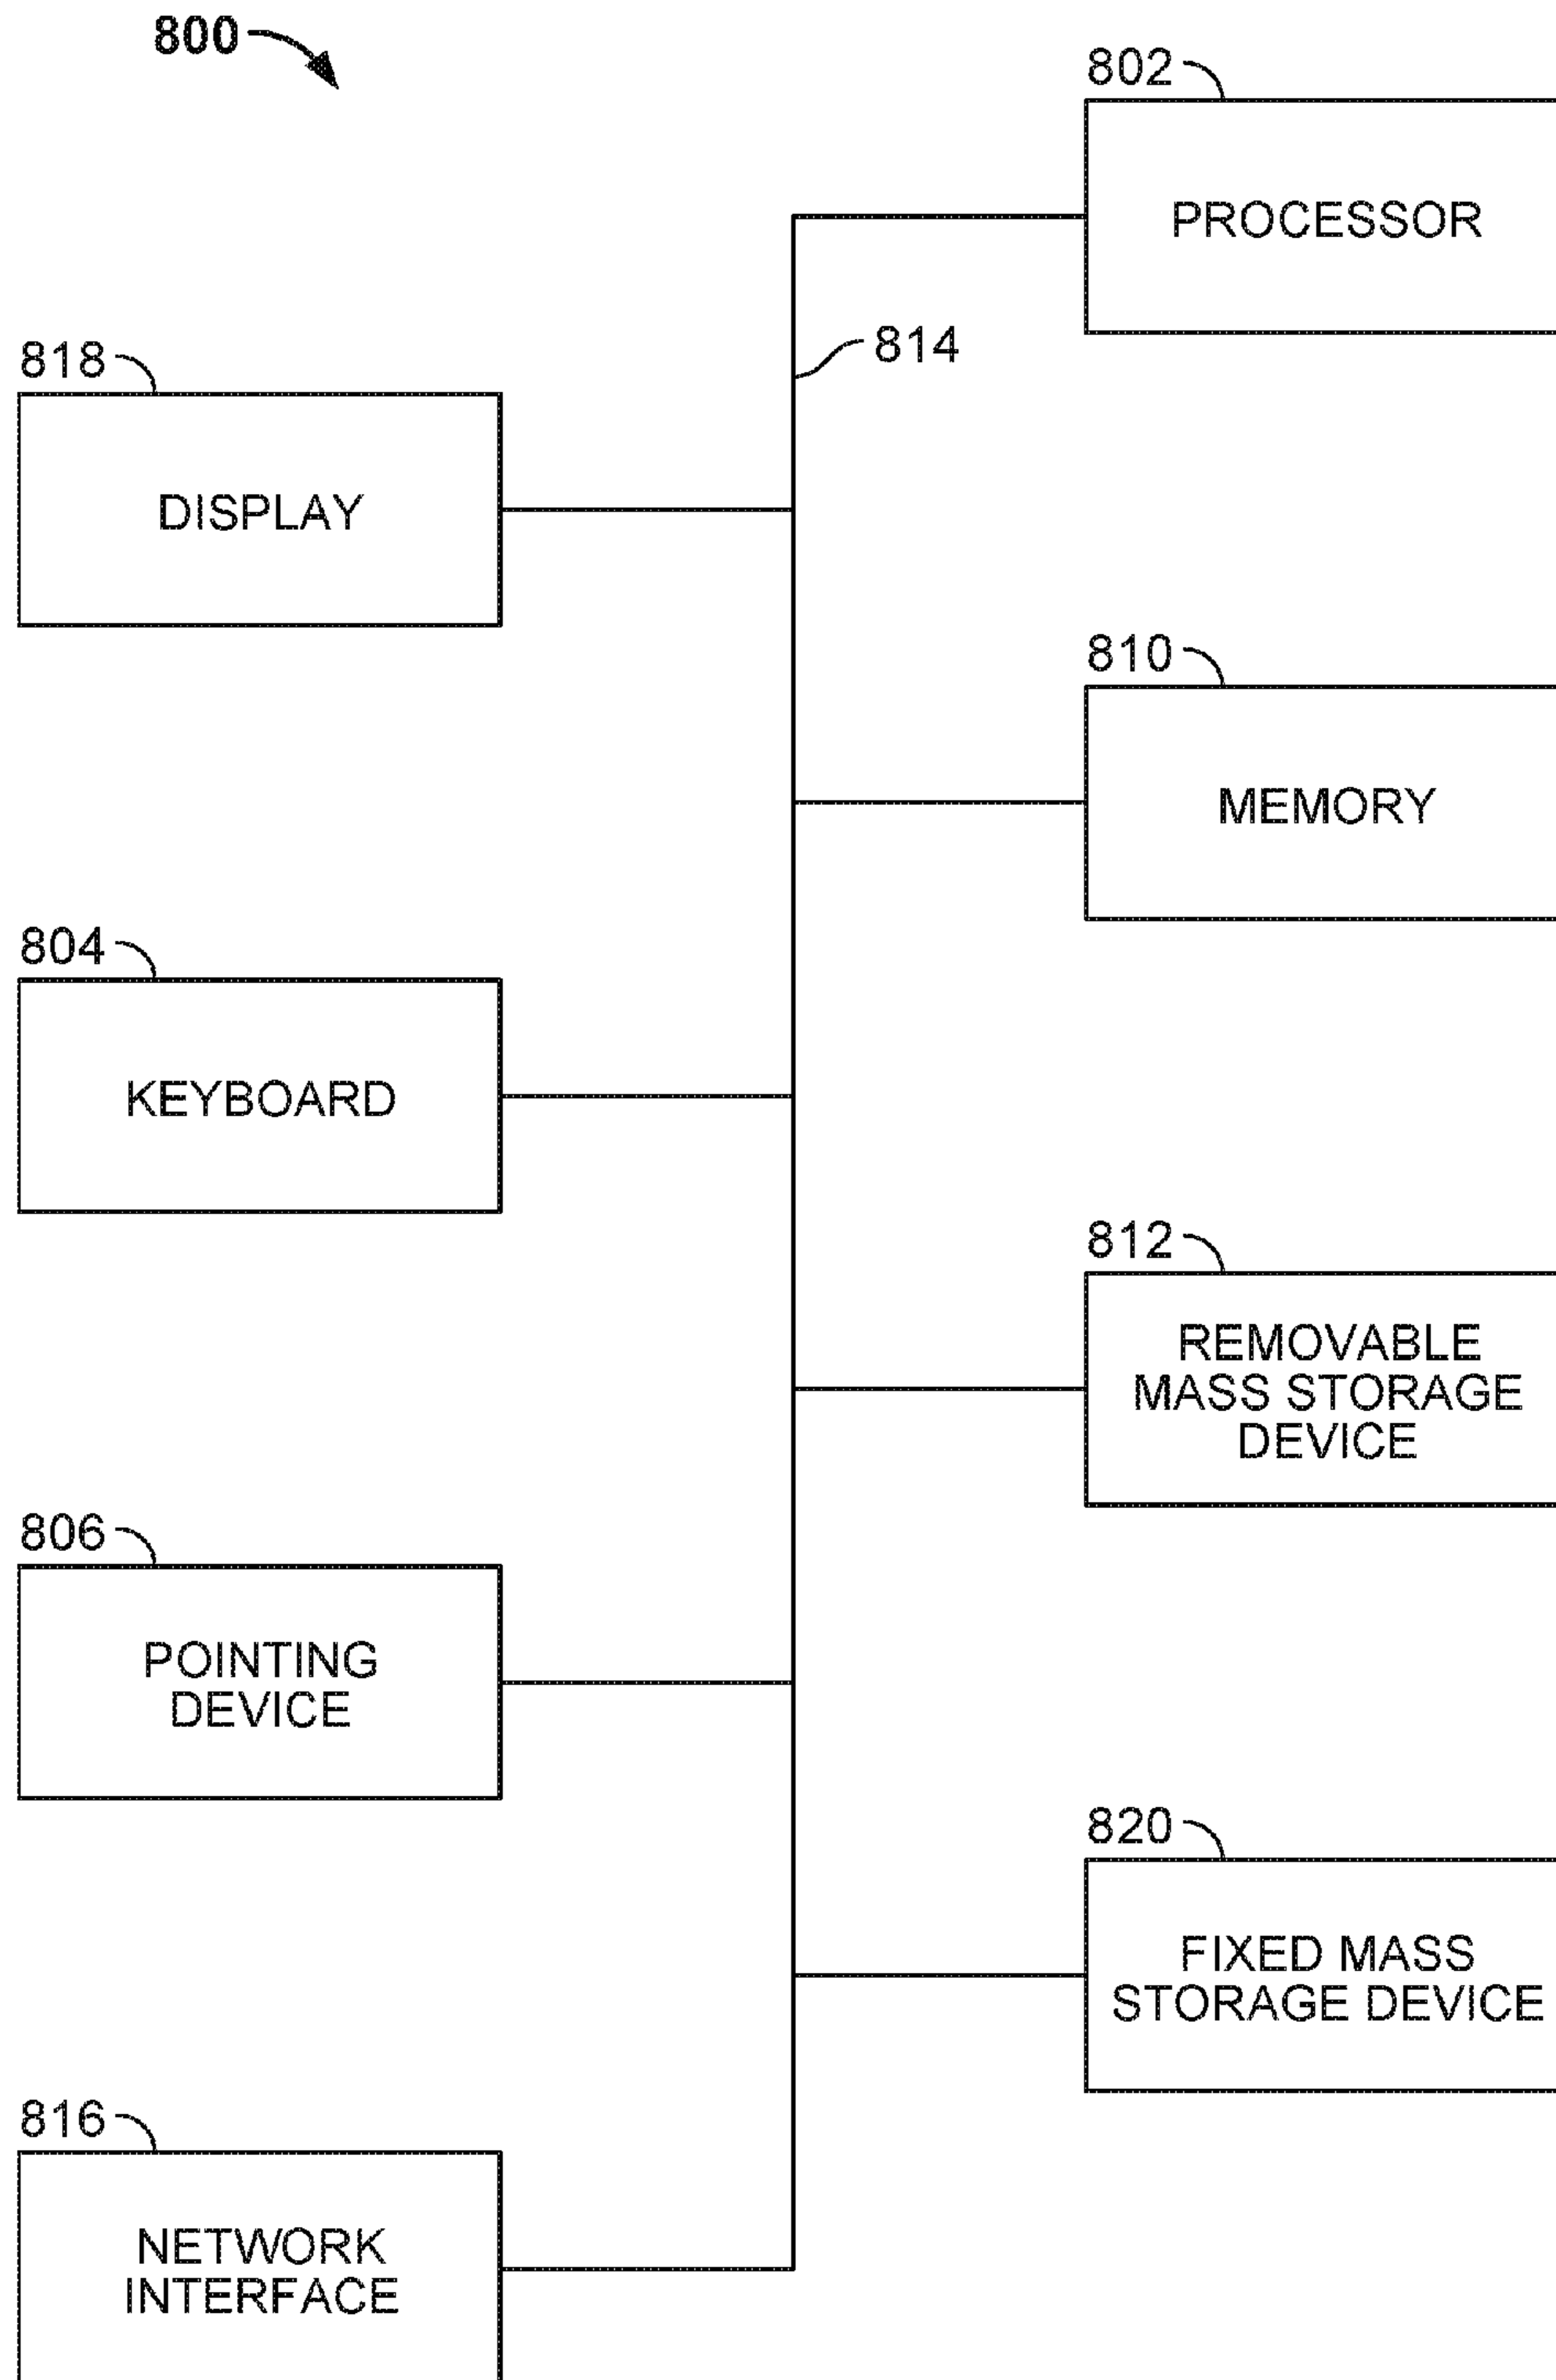 800
802
PROCESSOR
814
818
DISPLAY
810
MEMORY
804
KEYBOARD
812
REMOVABLE
MASS STORAGE
DEVICE
806
POINTING
DEVICE
820
FIXED MASS
STORAGE DEVICE
816
NETWORK
INTERFACE